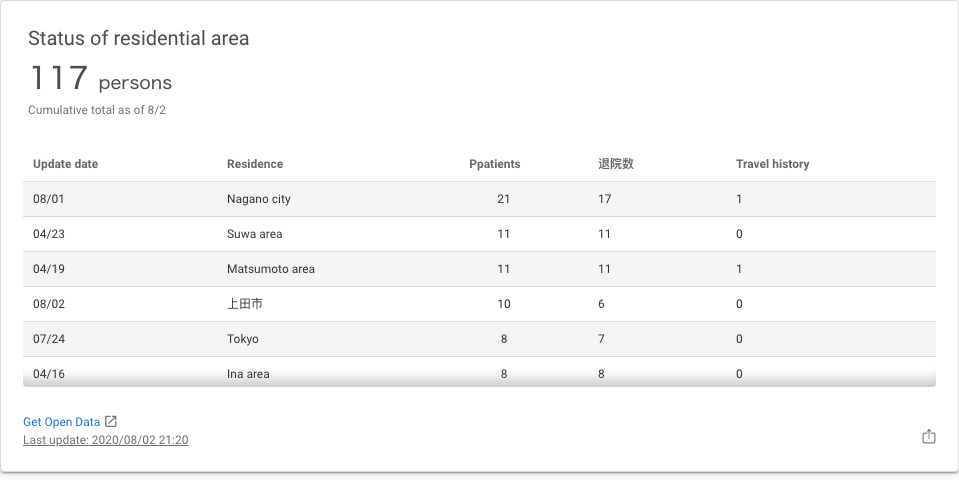 Status of residential area
117 persons
Cumulative total as of 8/2
Update date Residence Ppatients 退院数 Travel history
08/01 Nagano city 21 17 1
04/23 Suwa area 11 11 0
04/19 Matsumoto area 11 11 1
08/02 上田市 10 6 0
07/24 Tokyo 8 7 0
04/16 Ina area 8 8 0
Get Open Data
Last update: 2020/08/02 21:20